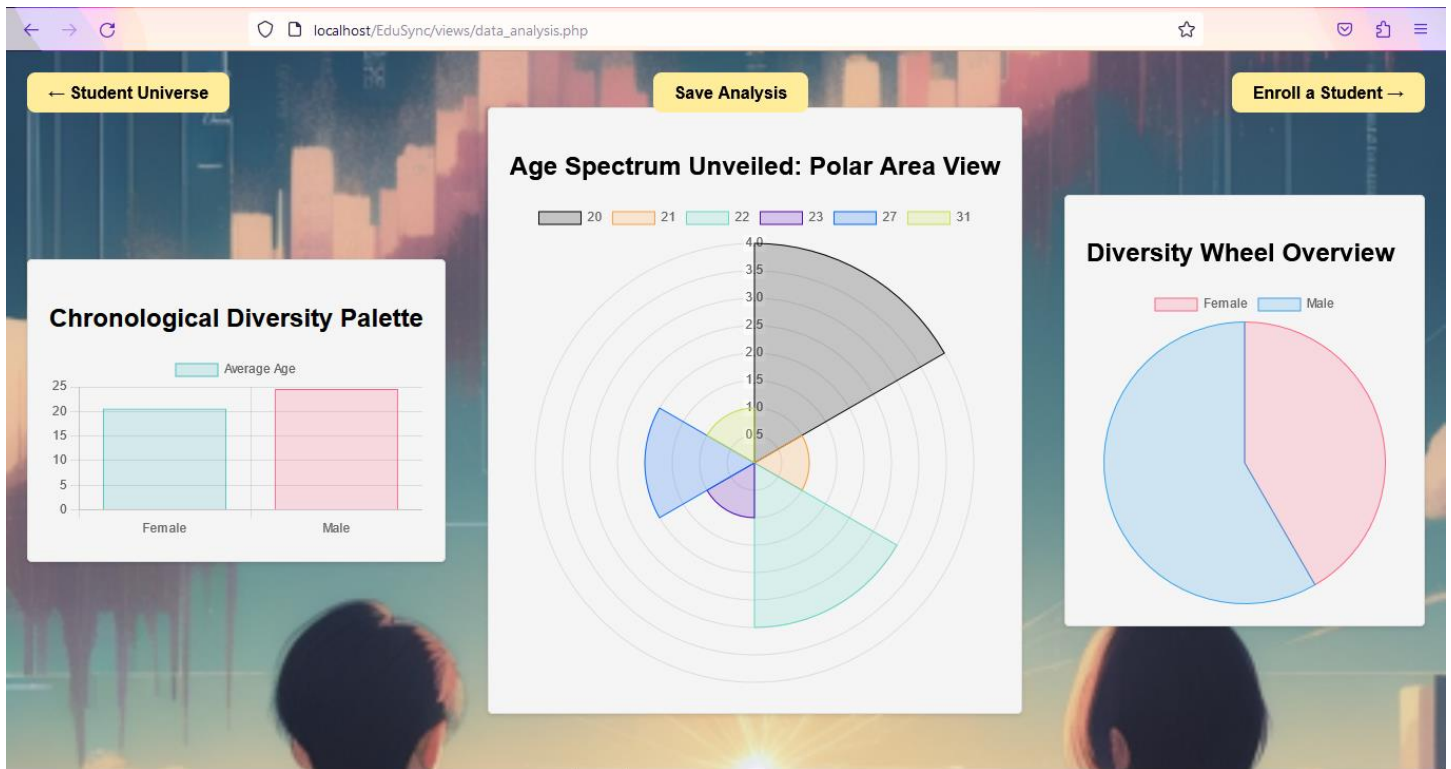 localhost/EduSync/views/data_analysis.php
← Student Universe
Save Analysis
Enroll a Student →
Chronological Diversity Palette
Average Age
25
20
15
10
5
0
Female Male
Age Spectrum Unveiled: Polar Area View
20 21 22 23 27 31
4.0
3.5
3.0
2.5
2.0
1.5
1.0
0.5
Diversity Wheel Overview
Female Male